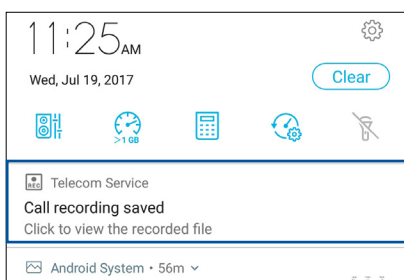 11:25AM
Wed, Jul 19, 2017
Clear
>1 GB
REC Telecom Service
Call recording saved
Click to view the recorded file
Android System • 56m